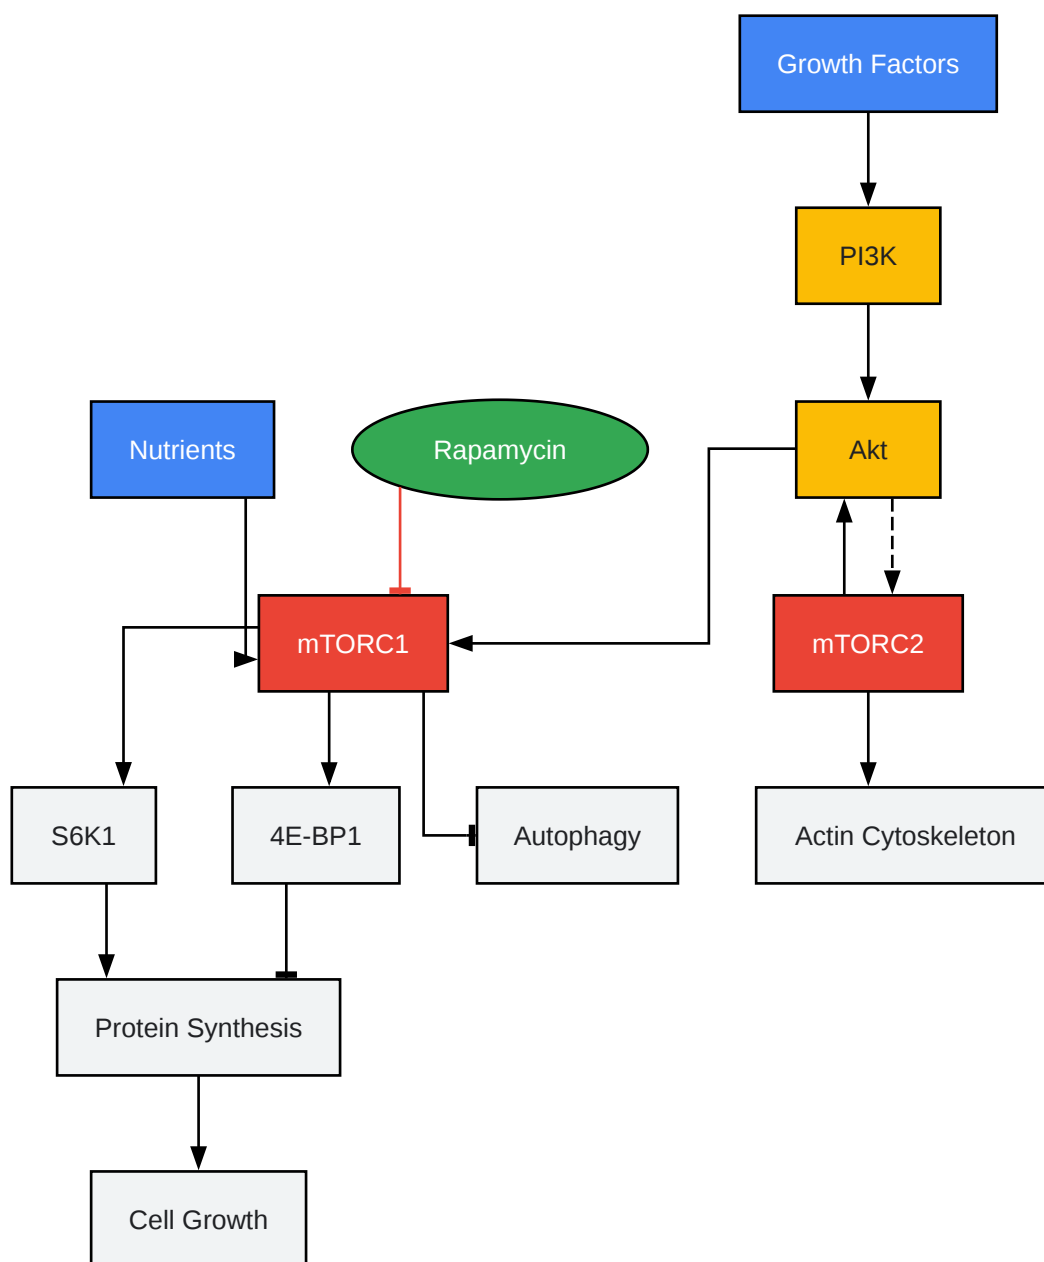 Growth Factors
PI3K
Nutrients
Rapamycin
Akt
mTORC1
mTORC2
S6K1
4E-BP1
Autophagy
Actin Cytoskeleton
Protein Synthesis
Cell Growth